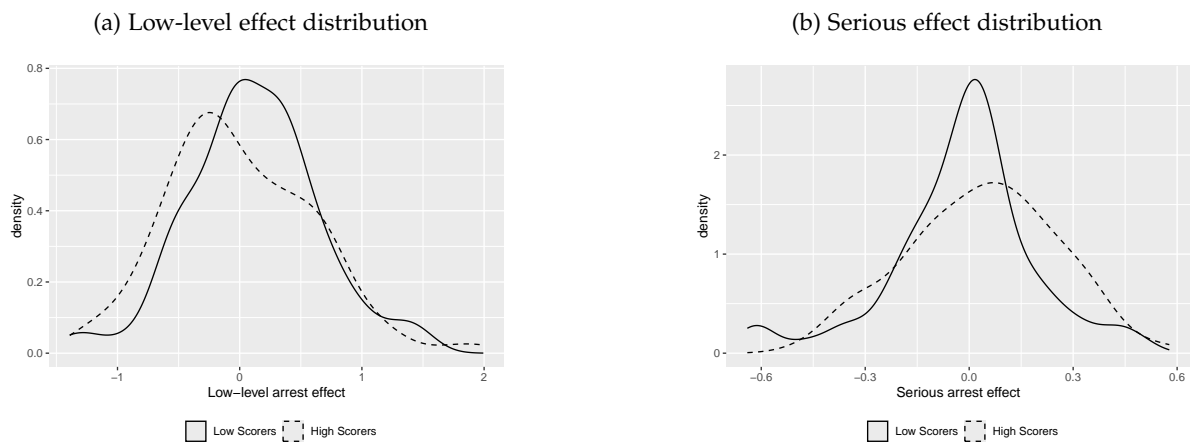 (a) Low-level effect distribution
0.8
0.6
0.4
0.2
0.0
density
−1
0
1
2
Low−level arrest effect
Low Scorers
High Scorers
(b) Serious effect distribution
2
1
0
density
−0.6
−0.3
0.0
0.3
0.6
Serious arrest effect
Low Scorers
High Scorers